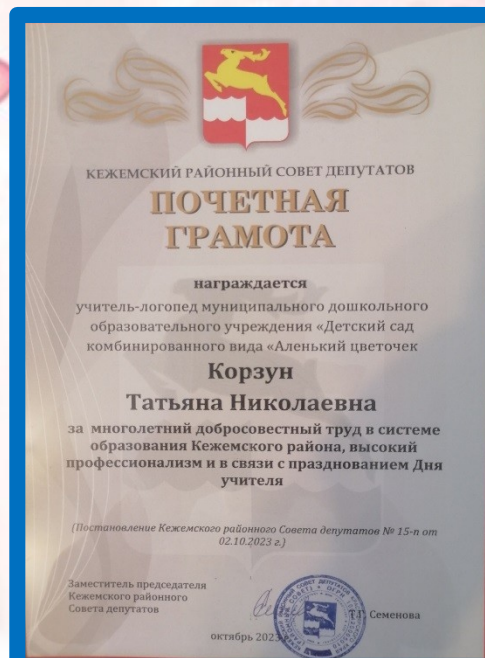 КЕЖЕМСКИЙ РАЙОННЫЙ СОВЕТ ДЕПУТАТОВ
ПОЧЕТНАЯ
ГРАМОТА
награждается
учитель-логопед муниципального дошкольного
образовательного учреждения «Детский сад
комбинированного вида «Аленький цветочек
Корзун
Татьяна Николаевна
за многолетний добросовестный труд в системе
образования Кежемского района, высокий
профессионализм и в связи с празднованием Дня
учителя
(Постановление Кежемского районного Совета депутатов № 15-п от
02.10.2023 г.)
Заместитель председателя
Кежемского районного
Совета депутатов
Т.Г. Семенова
октябрь 2023